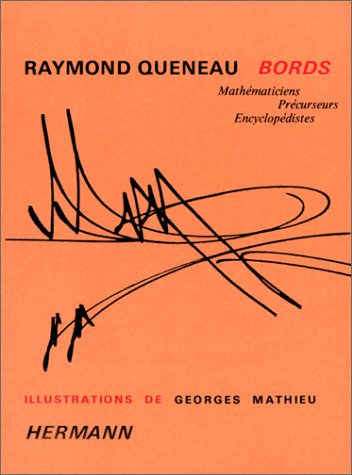 RAYMOND QUENEAU BORDS
Mathématiciens
Précurseurs
Encyclopédistes
ILLUSTRATIONS DE GEORGES MATHIEU
HERMANN